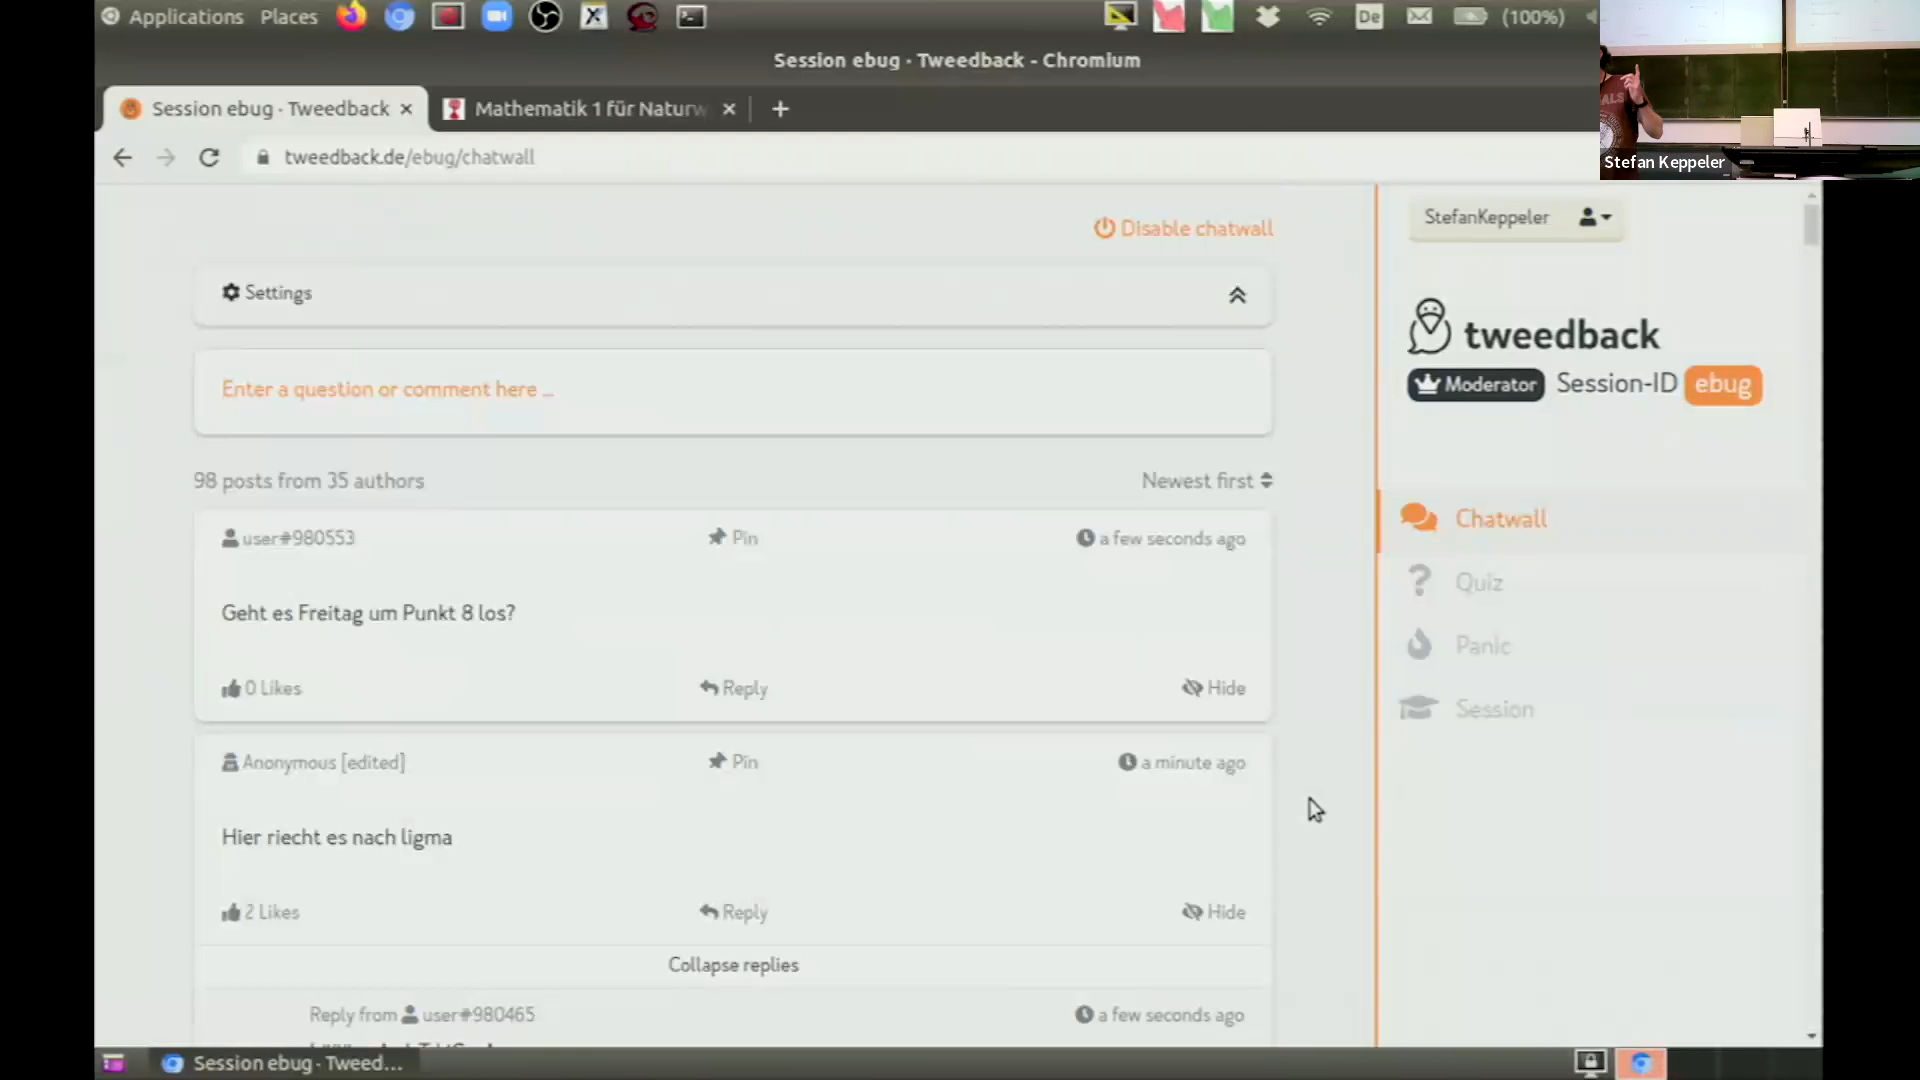 Applications Places De (100%)
Session ebug · Tweedback - Chromium
Session ebug · Tweedback × Mathematik 1 für Naturw × +
tweedback.de/ebug/chatwall
Stefan Keppeler
Disable chatwall
StefanKeppeler
Settings
tweedback
Moderator Session-ID ebug
Enter a question or comment here ...
98 posts from 35 authors Newest first
user#980553 Pin a few seconds ago
Geht es Freitag um Punkt 8 los?
0 Likes Reply Hide
Anonymous [edited] Pin a minute ago
Hier riecht es nach ligma
2 Likes Reply Hide
Collapse replies
Reply from user#980465 a few seconds ago
Chatwall
Quiz
Panic
Session
Session ebug · Tweed...